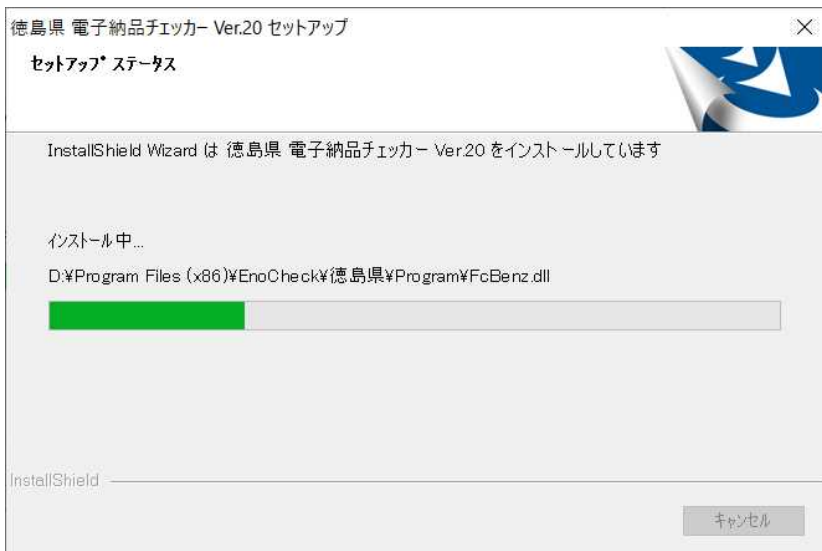 徳島県 電子納品チェッカー Ver.20 セットアップ
セットアップ ステータス
InstallShield Wizard は 徳島県 電子納品チェッカー Ver.20 をインストールしています
インストール中...
D:¥Program Files (x86)¥EnoCheck¥徳島県¥Program¥FcBenz.dll
InstallShield
キャンセル